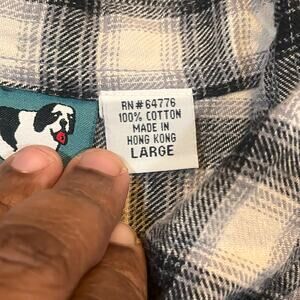 RN#64776
100% COTTON
MADE IN
HONG KONG
LARGE